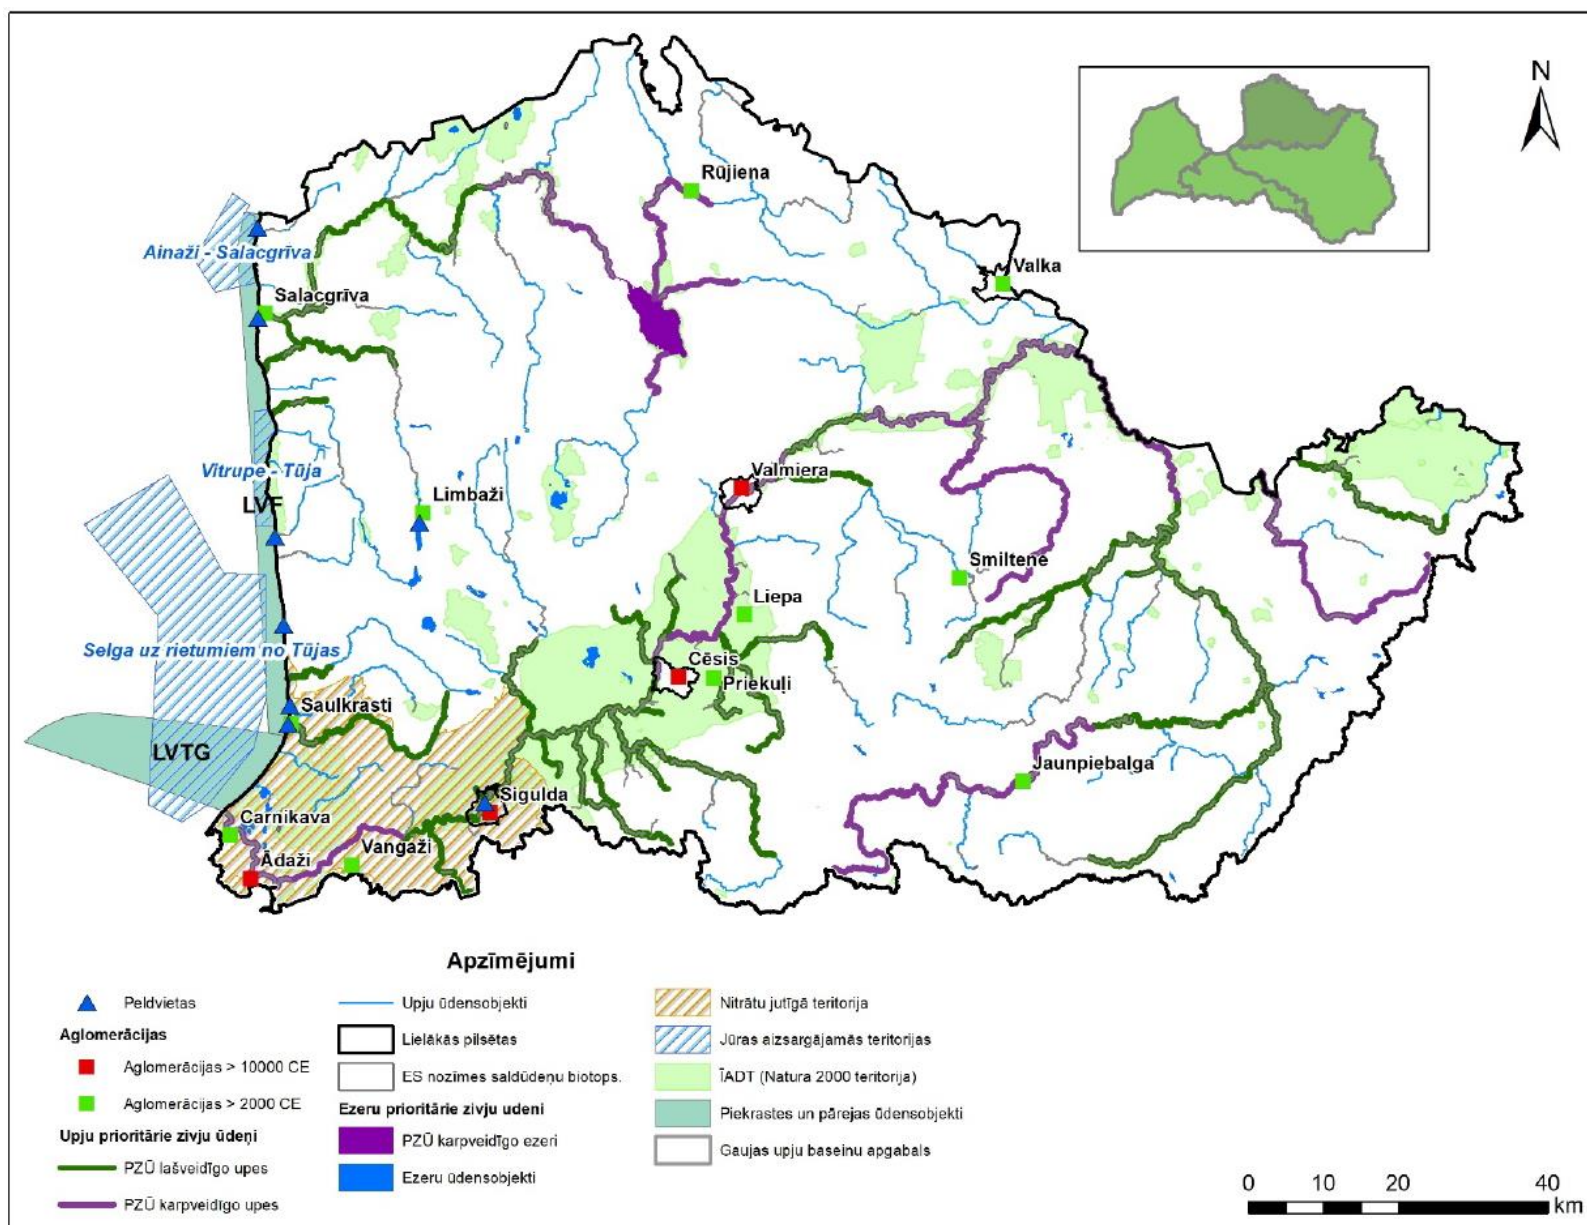 N
Rūjiena
Ainaži - Salacgrīva
Valka
Salacgrīva
Vitrupe - Tūja
LVF
Limbaži
Valmiera
Smiltene
Liepa
Selga uz rietumiem no Tūjas
Cēsis
Priekuļi
Saulkrasti
LVTG
Jaunpiebalga
Sigulda
Carnikava
Vangaži
Ādaži
Apzīmējumi
Peldvietas
Aglomerācijas
Aglomerācijas > 10000 CE
Aglomerācijas > 2000 CE
Upju prioritārie zivju ūdeņi
PZŪ lašveidīgo upes
PZŪ karpveidīgo upes
Upju ūdensobjekti
Lielākās pilsētas
ES nozīmes saldūdeņu biotops.
Ezeru prioritārie zivju udeni
PZŪ karpveidīgo ezeri
Ezeru ūdensobjekti
Nitrātu jutīgā teritorija
Jūras aizsargājamās teritorijas
ĪADT (Natura 2000 teritorija)
Piekrastes un pārejas ūdensobjekti
Gaujas upju baseinu apgabals
0 10 20 40
km